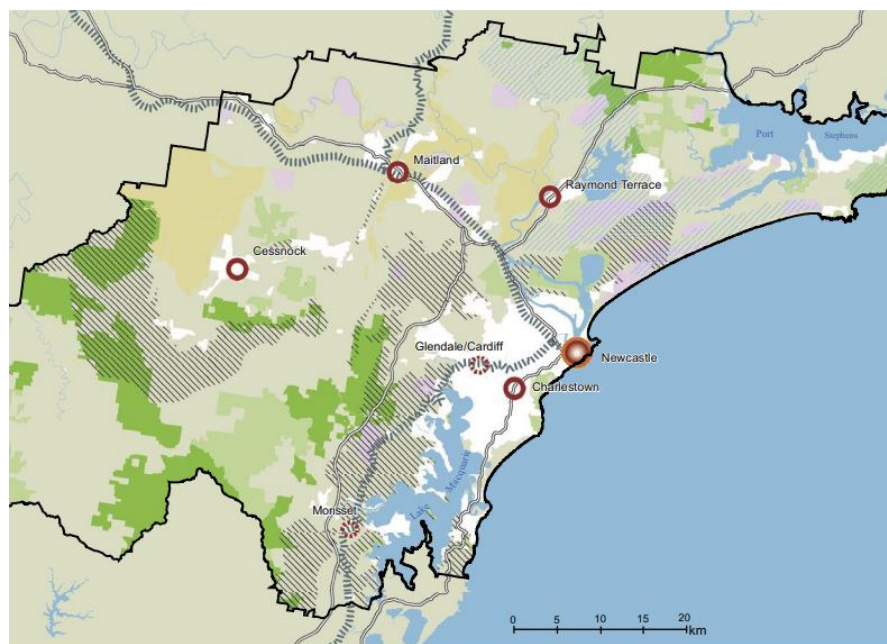 Port
Stephens
Maitland
Raymond Terrace
Cessnock
Glendale/Cardiff
Newcastle
Charlestown
Macquarie
Lake
Morisset
0 5 10 15 20
km